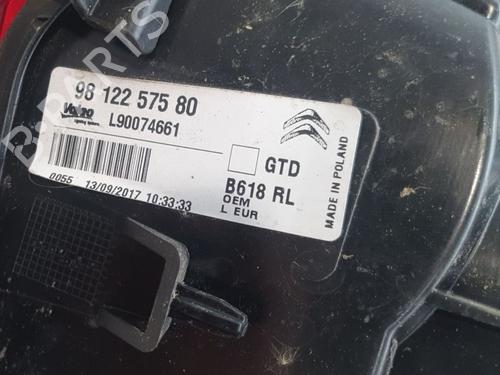 B-PARTS
98 122 575 80
Valeo
L90074661
GTD
B618 RL
OEM
L EUR
0055 13/09/2017 10:33:33
MADE IN POLAND